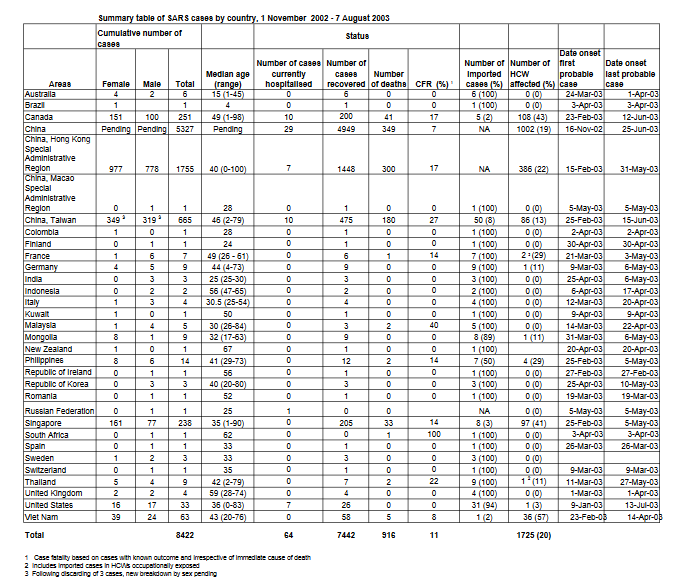 Summary table of SARS cases by country, 1 November 2002 - 7 August 2003
Cumulative number of cases Status
Areas Female Male Total Median age (range) Number of cases currently hospitalised Number of cases recovered Number of deaths CFR (%) ¹ Number of imported cases (%) Number of HCW affected (%) Date onset first probable case Date onset last probable case
Australia 4 2 6 15 (1-45) 0 6 0 0 6 (100) 0 (0) 24-Mar-03 1-Apr-03
Brazil 1 1 4 0 1 0 0 1 (100) 0 (0) 3-Apr-03 3-Apr-03
Canada 151 100 251 49 (1-98) 10 200 41 17 5 (2) 108 (43) 23-Feb-03 12-Jun-03
China Pending Pending 5327 Pending 29 4949 349 7 NA 1002 (19) 16-Nov-02 25-Jun-03
China, Hong Kong
Special
Administrative
Region 977 778 1755 40 (0-100) 7 1448 300 17 NA 386 (22) 15-Feb-03 31-May-03
China, Macao
Special
Administrative
Region 0 1 1 28 0 1 0 0 1 (100) 0 (0) 5-May-03 5-May-03
China, Taiwan 349 ³ 319 ³ 665 46 (2-79) 10 475 180 27 50 (8) 86 (13) 25-Feb-03 15-Jun-03
Colombia 1 0 1 28 0 1 0 0 1 (100) 0 (0) 2-Apr-03 2-Apr-03
Finland 0 1 1 24 0 1 0 0 1 (100) 0 (0) 30-Apr-03 30-Apr-03
France 1 6 7 49 (26 - 61) 0 6 1 14 7 (100) 2 ² (29) 21-Mar-03 3-May-03
Germany 4 5 9 44 (4-73) 0 9 0 0 9 (100) 1 (11) 9-Mar-03 6-May-03
India 0 3 3 25 (25-30) 0 3 0 0 3 (100) 0 (0) 25-Apr-03 6-May-03
Indonesia 0 2 2 56 (47-65) 0 2 0 0 2 (100) 0 (0) 6-Apr-03 17-Apr-03
Italy 1 3 4 30.5 (25-54) 0 4 0 0 4 (100) 0 (0) 12-Mar-03 20-Apr-03
Kuwait 1 0 1 50 0 1 0 0 1 (100) 0 (0) 9-Apr-03 9-Apr-03
Malaysia 1 4 5 30 (26-84) 0 3 2 40 5 (100) 0 (0) 14-Mar-03 22-Apr-03
Mongolia 8 1 9 32 (17-63) 0 9 0 0 8 (89) 1 (11) 31-Mar-03 6-May-03
New Zealand 1 0 1 67 0 1 0 0 1 (100) 0 (0) 20-Apr-03 20-Apr-03
Philippines 8 6 14 41 (29-73) 0 12 2 14 7 (50) 4 (29) 25-Feb-03 5-May-03
Republic of Ireland 0 1 1 56 0 1 0 0 1 (100) 0 (0) 27-Feb-03 27-Feb-03
Republic of Korea 0 3 3 40 (20-80) 0 3 0 0 3 (100) 0 (0) 25-Apr-03 10-May-03
Romania 0 1 1 52 0 1 0 0 1 (100) 0 (0) 19-Mar-03 19-Mar-03
Russian Federation 0 1 1 25 1 0 0 NA 0 (0) 5-May-03 5-May-03
Singapore 161 77 238 35 (1-90) 0 205 33 14 8 (3) 97 (41) 25-Feb-03 5-May-03
South Africa 0 1 1 62 0 0 1 100 1 (100) 0 (0) 3-Apr-03 3-Apr-03
Spain 0 1 1 33 0 1 0 0 1 (100) 0 (0) 26-Mar-03 26-Mar-03
Sweden 1 2 3 33 0 3 0 0 3 (100) 0 (0)
Switzerland 0 1 1 35 0 1 0 0 1 (100) 0 (0) 9-Mar-03 9-Mar-03
Thailand 5 4 9 42 (2-79) 0 7 2 22 9 (100) 1 ² (11) 11-Mar-03 27-May-03
United Kingdom 2 2 4 59 (28-74) 0 4 0 0 4 (100) 0 (0) 1-Mar-03 1-Apr-03
United States 16 17 33 36 (0-83) 7 26 0 0 31 (94) 1 (3) 9-Jan-03 13-Jul-03
Viet Nam 39 24 63 43 (20-76) 0 58 5 8 1 (2) 36 (57) 23-Feb-03 14-Apr-03
Total 8422 64 7442 916 11 1725 (20)
1 Case fatality based on cases with known outcome and irrespective of immediate cause of death
2 Includes imported cases in HCWs occupationally exposed
3 Following discarding of 3 cases, new breakdown by sex pending